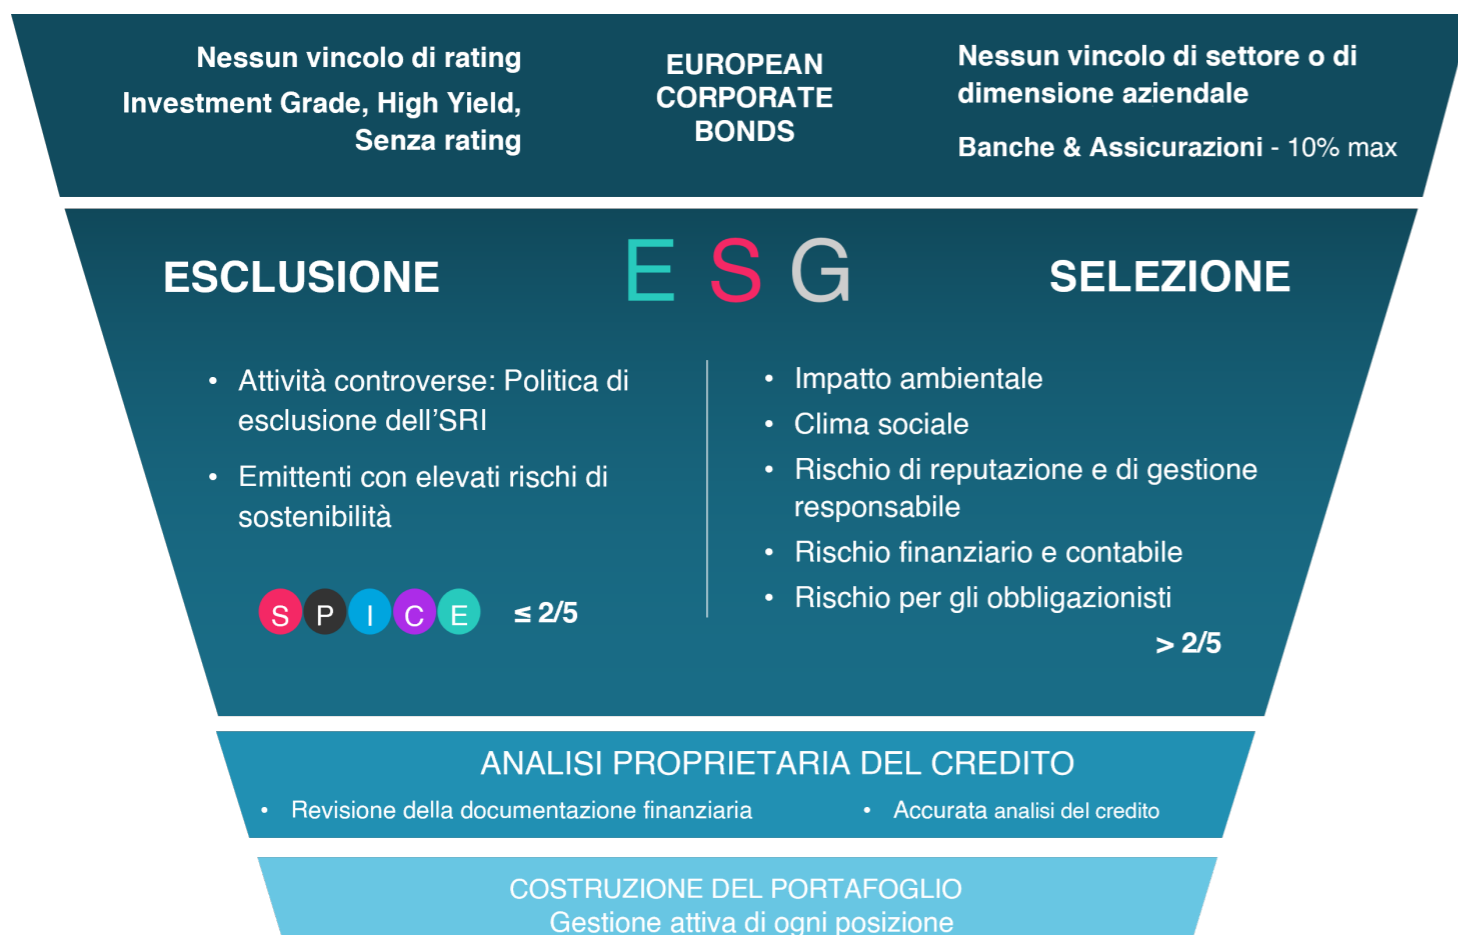 Nessun vincolo di rating
Investment Grade, High Yield,
Senza rating
EUROPEAN
CORPORATE
BONDS
Nessun vincolo di settore o di
dimensione aziendale
Banche & Assicurazioni - 10% max
ESCLUSIONE
E S G
SELEZIONE
• Attività controverse: Politica di
esclusione dell'SRI
• Emittenti con elevati rischi di
sostenibilità
S P I C E ≤ 2/5
• Impatto ambientale
• Clima sociale
• Rischio di reputazione e di gestione
responsabile
• Rischio finanziario e contabile
• Rischio per gli obbligazionisti
> 2/5
ANALISI PROPRIETARIA DEL CREDITO
• Revisione della documentazione finanziaria
• Accurata analisi del credito
COSTRUZIONE DEL PORTAFOGLIO
Gestione attiva di ogni posizione